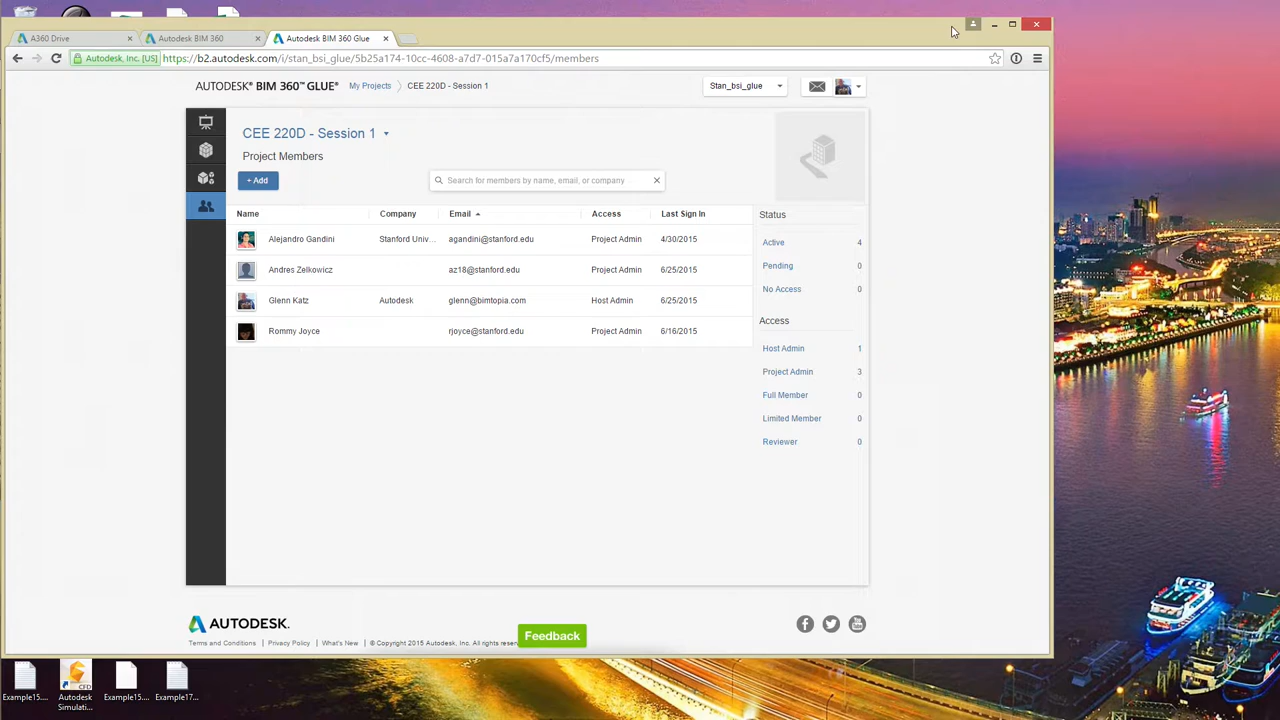 A360 Drive
Autodesk BIM 360
Autodesk BIM 360 Glue
Autodesk, Inc. [US]
https://b2.autodesk.com/i/stan_bsi_glue/5b25a174-10cc-4608-a7d7-015a7a170cf5/members
AUTODESK® BIM 360™ GLUE®
My Projects
CEE 220D - Session 1
Stan_bsi_glue
CEE 220D - Session 1
Project Members
+ Add
Search for members by name, email, or company
Name Company Email Access Last Sign In
Alejandro Gandini Stanford Univ... agandini@stanford.edu Project Admin 4/30/2015
Andres Zelkowicz az18@stanford.edu Project Admin 6/25/2015
Glenn Katz Autodesk glenn@bimtopia.com Host Admin 6/25/2015
Rommy Joyce rjoyce@stanford.edu Project Admin 6/16/2015
Status
Active 4
Pending 0
No Access 0
Access
Host Admin 1
Project Admin 3
Full Member 0
Limited Member 0
Reviewer 0
AUTODESK.
Terms and Conditions Privacy Policy What's New © Copyright 2015 Autodesk, Inc. All rights rese
Feedback
Example15...
Autodesk
Simulati...
CFD
Example15...
Example17...